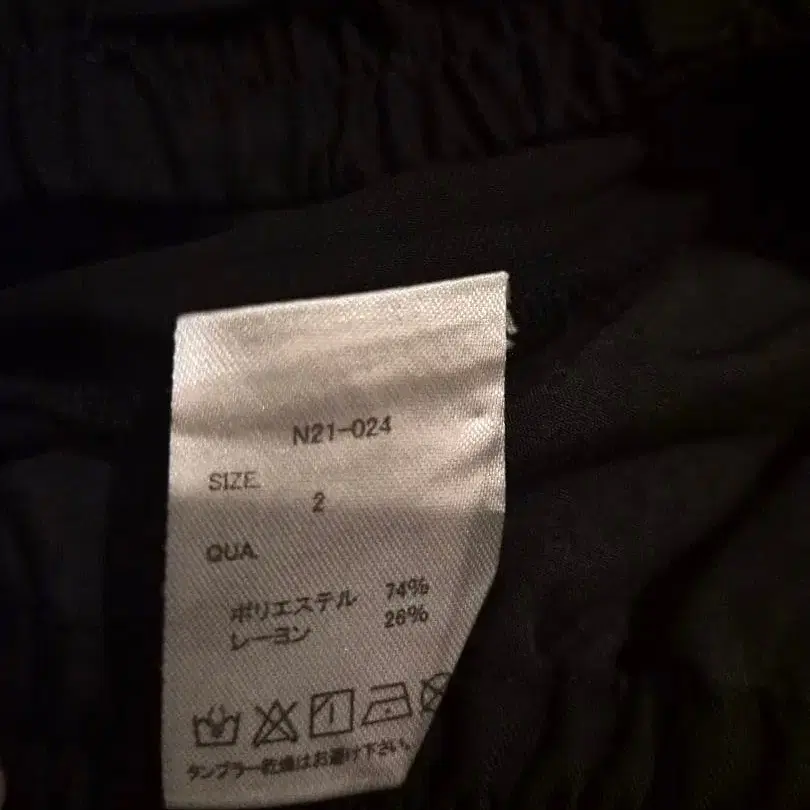 N21-024
SIZE.
2
QUA.
ポリエステル 74%
レーヨン 26%
タンブラー乾燥はお避け下さい。